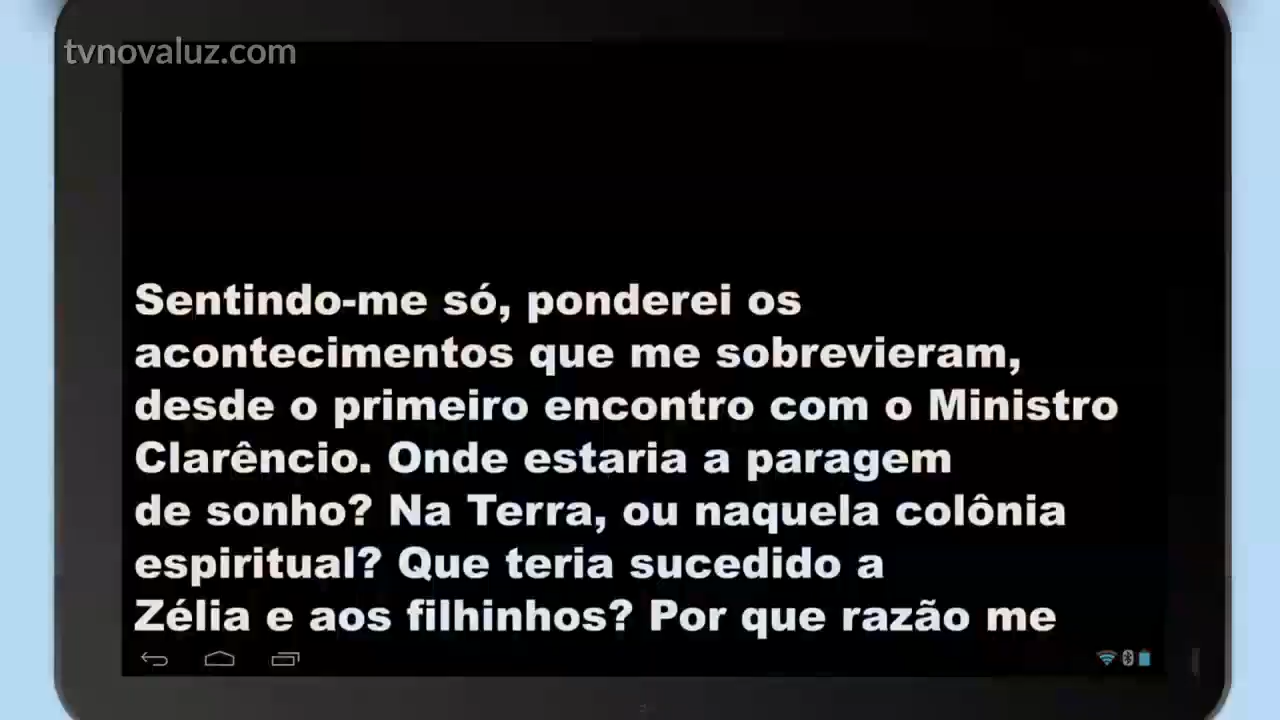 tvnovaluz.com
Sentindo-me só, ponderei os
acontecimentos que me sobrevieram,
desde o primeiro encontro com o Ministro
Clarêncio. Onde estaria a paragem
de sonho? Na Terra, ou naquela colônia
espiritual? Que teria sucedido a
Zélia e aos filhinhos? Por que razão me